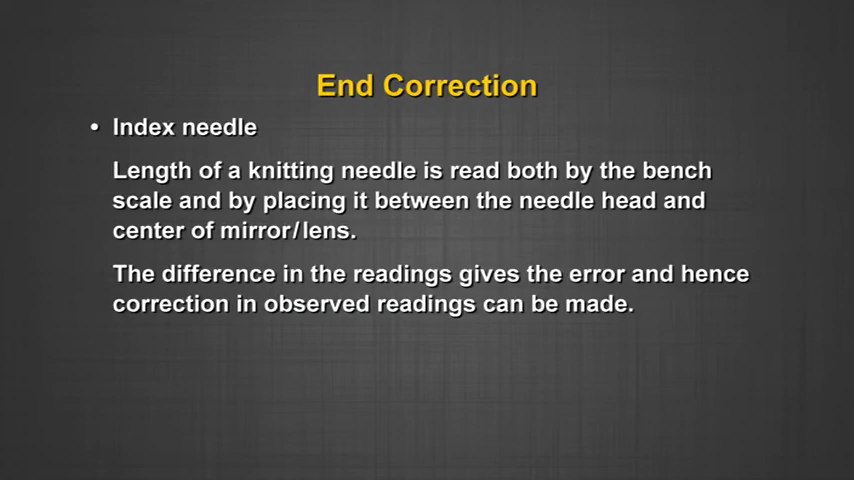 End Correction
• Index needle
Length of a knitting needle is read both by the bench
scale and by placing it between the needle head and
center of mirror/lens.
The difference in the readings gives the error and hence
correction in observed readings can be made.